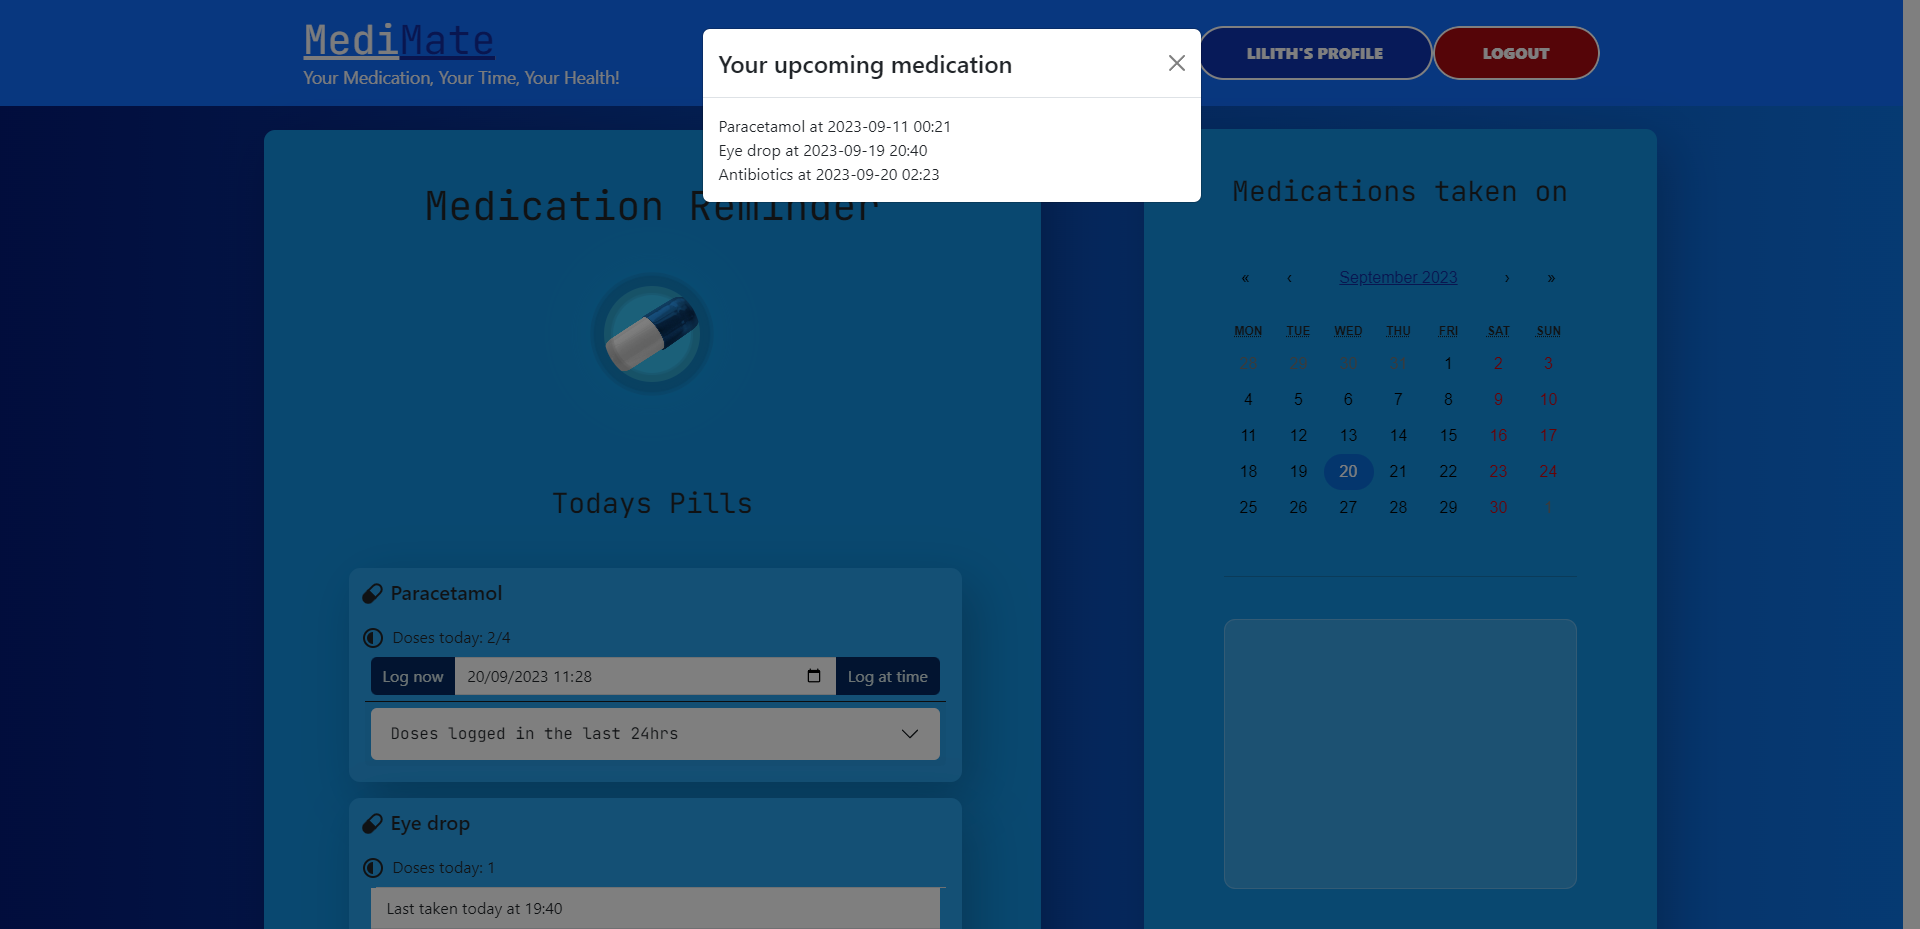 MediMate
Your Medication, Your Time, Your Health!
LILITH'S PROFILE
LOGOUT
Your upcoming medication
Paracetamol at 2023-09-11 00:21
Eye drop at 2023-09-19 20:40
Antibiotics at 2023-09-20 02:23
Medication Reminder
Todays Pills
Paracetamol
Doses today: 2/4
Log now
20/09/2023 11:28
Log at time
Doses logged in the last 24hrs
Eye drop
Doses today: 1
Last taken today at 19:40
Medications taken on
« ‹ September 2023 › »
MON TUE WED THU FRI SAT SUN
28 29 30 31 1 2 3
4 5 6 7 8 9 10
11 12 13 14 15 16 17
18 19 20 21 22 23 24
25 26 27 28 29 30 1